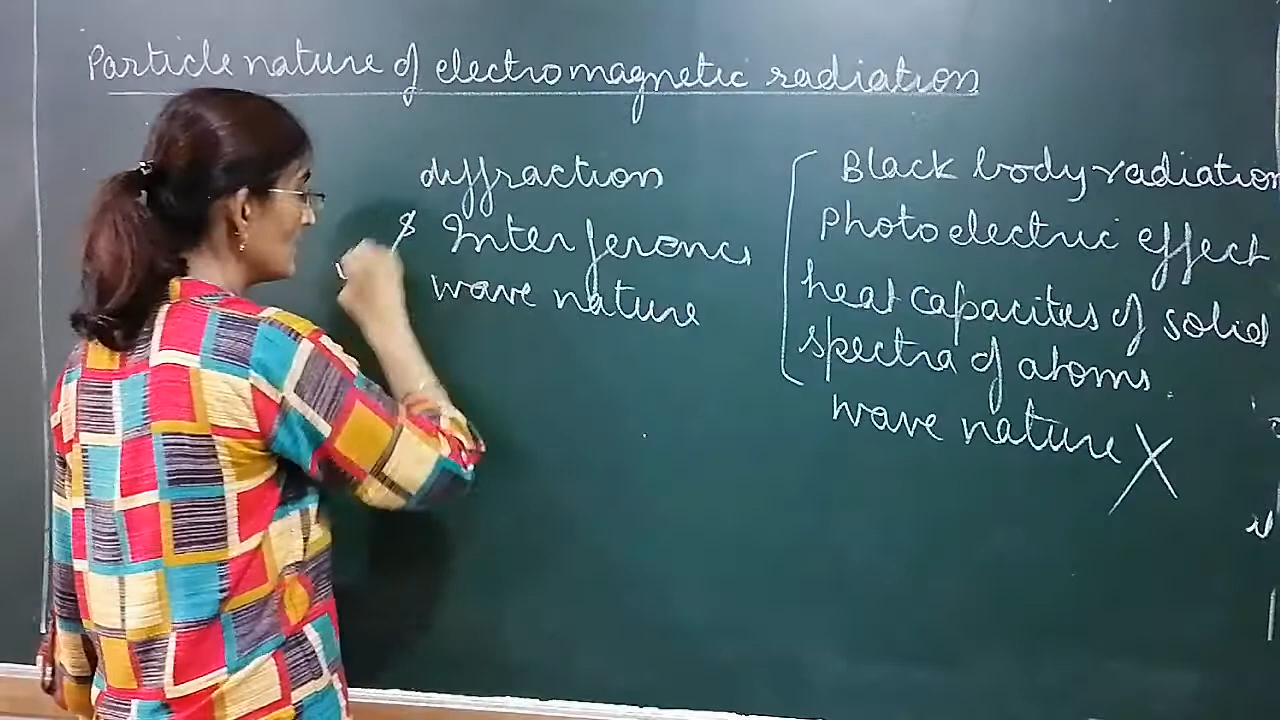 Particle nature of electromagnetic radiation
diffraction
& Interference
wave nature
Black body radiation
Photoelectric effect
heat capacites of solid
spectra of atoms
wave nature X